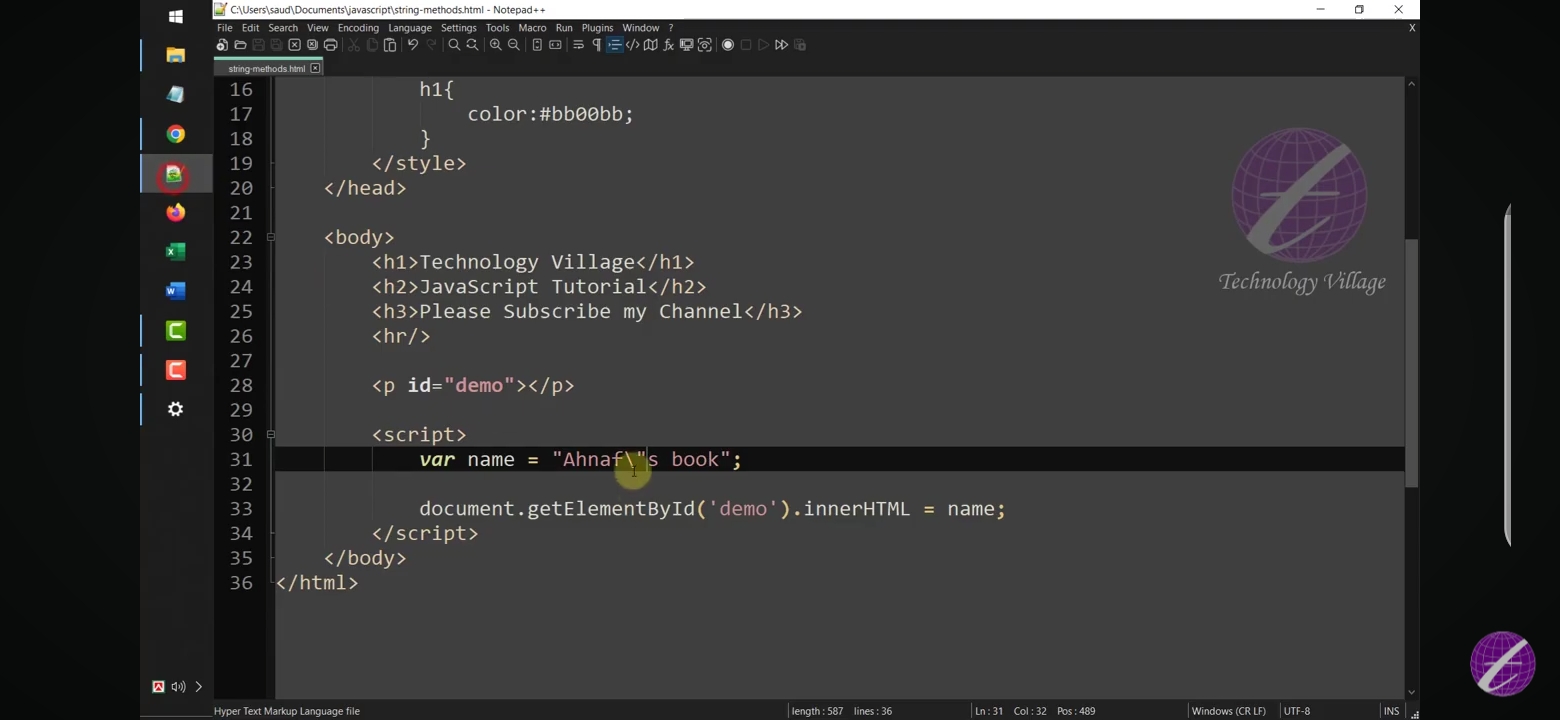 C:\Users\saud\Documents\javascript\string-methods.html - Notepad++
File Edit Search View Encoding Language Settings Tools Macro Run Plugins Window ? X
string-methods.html
16 h1{
17 color:#bb00bb;
18 }
19 </style>
20 </head>
21
22 <body>
23 <h1>Technology Village</h1>
24 <h2>JavaScript Tutorial</h2>
25 <h3>Please Subscribe my Channel</h3>
26 <hr/>
27
28 <p id="demo"></p>
29
30 <script>
31 var name = "Ahnaf\"s book";
32
33 document.getElementById('demo').innerHTML = name;
34 </script>
35 </body>
36 </html>
Technology Village
Hyper Text Markup Language file length : 587 lines : 36 Ln : 31 Col : 32 Pos : 489 Windows (CR LF) UTF-8 INS